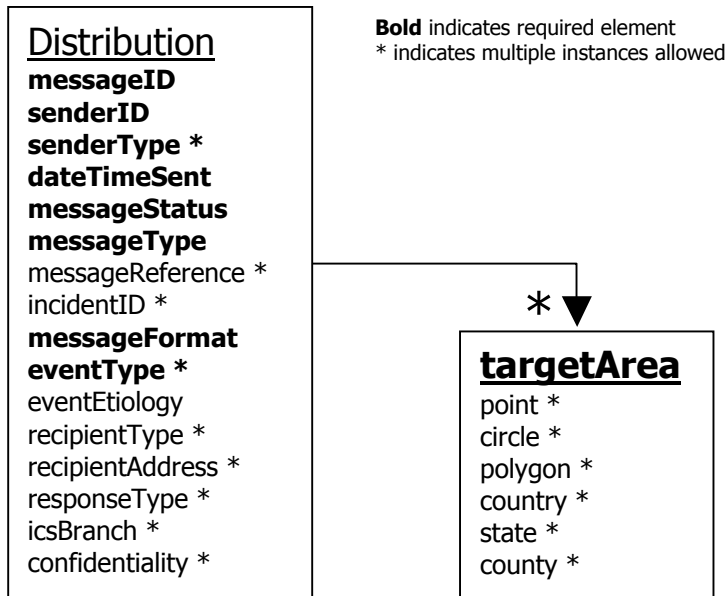 Distribution
messageID
senderID
senderType *
dateTimeSent
messageStatus
messageType
messageReference *
incidentID *
messageFormat
eventType *
eventEtiology
recipientType *
recipientAddress *
responseType *
icsBranch *
confidentiality *
Bold indicates required element
* indicates multiple instances allowed
*
targetArea
point *
circle *
polygon *
country *
state *
county *